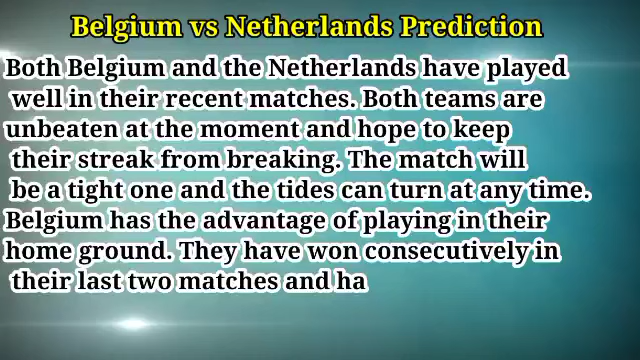 Belgium vs Netherlands Prediction
Both Belgium and the Netherlands have played
well in their recent matches. Both teams are
unbeaten at the moment and hope to keep
their streak from breaking. The match will
be a tight one and the tides can turn at any time.
Belgium has the advantage of playing in their
home ground. They have won consecutively in
their last two matches and ha